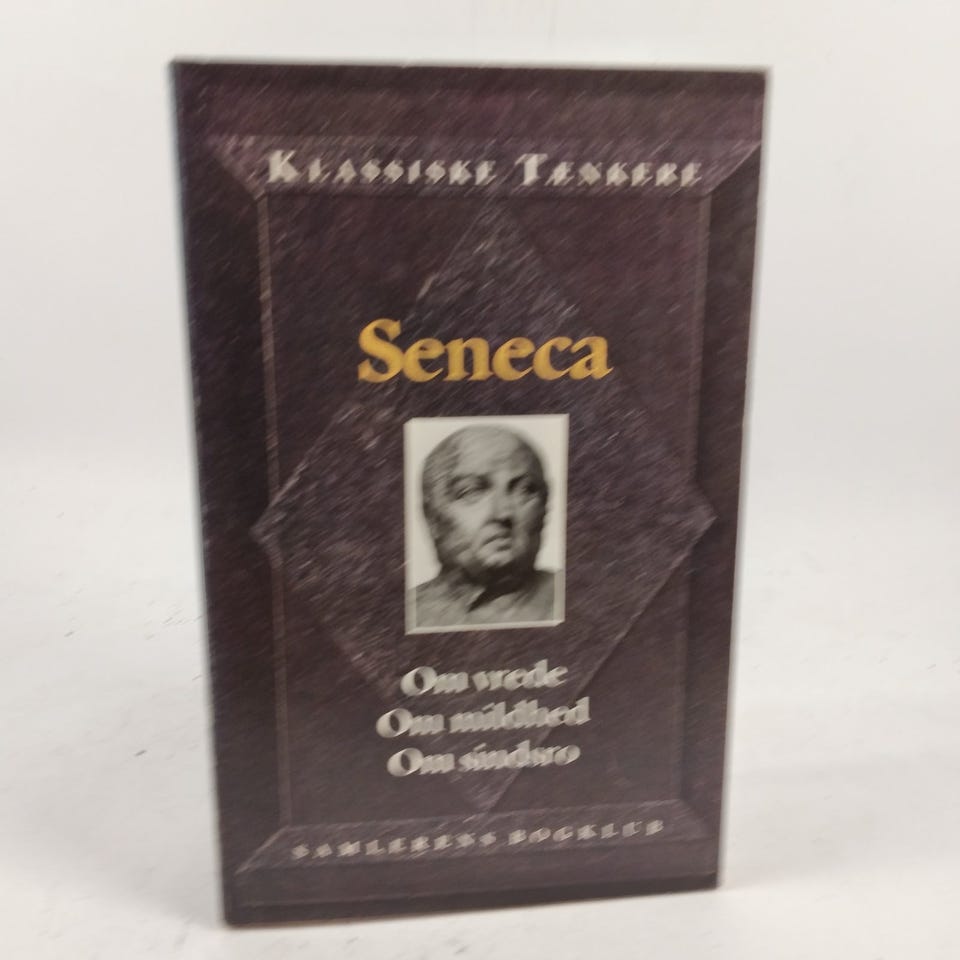 KLASSISKE TÆNKERE
Seneca
Om vrede
Om mildhed
Om sindsro
SAMLERENS BOGKLUB